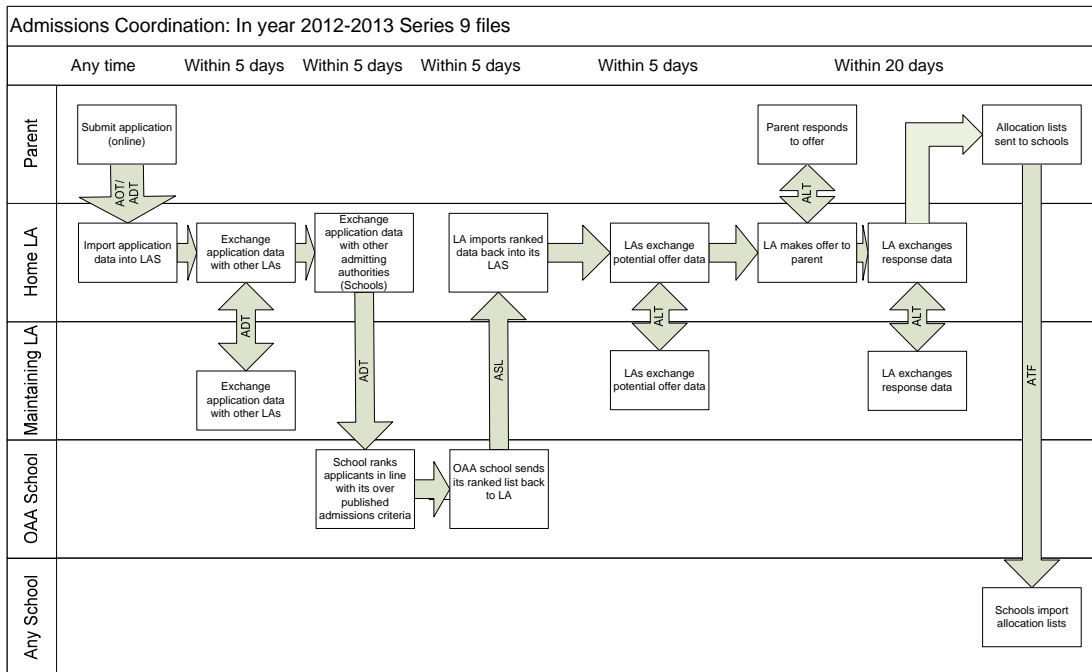 Admissions Coordination: In year 2012-2013 Series 9 files
Any time
Within 5 days
Within 5 days
Within 5 days
Within 5 days
Within 20 days
Parent
Submit application
(online)
Parent responds
to offer
Allocation lists
sent to schools
AOT/
ADT
ALT
Home LA
Import application
data into LAS
Exchange
application data
with other LAs
Exchange
application data
with other
admitting
authorities
(Schools)
LA imports ranked
data back into its
LAS
LAs exchange
potential offer data
LA makes offer to
parent
LA exchanges
response data
ADT
ADT
ASL
ALT
ALT
ATF
Maintaining LA
Exchange
application data
with other LAs
LAs exchange
potential offer data
LA exchanges
response data
OAA School
School ranks
applicants in line
with its over
published
admissions criteria
OAA school sends
its ranked list back
to LA
Any School
Schools import
allocation lists